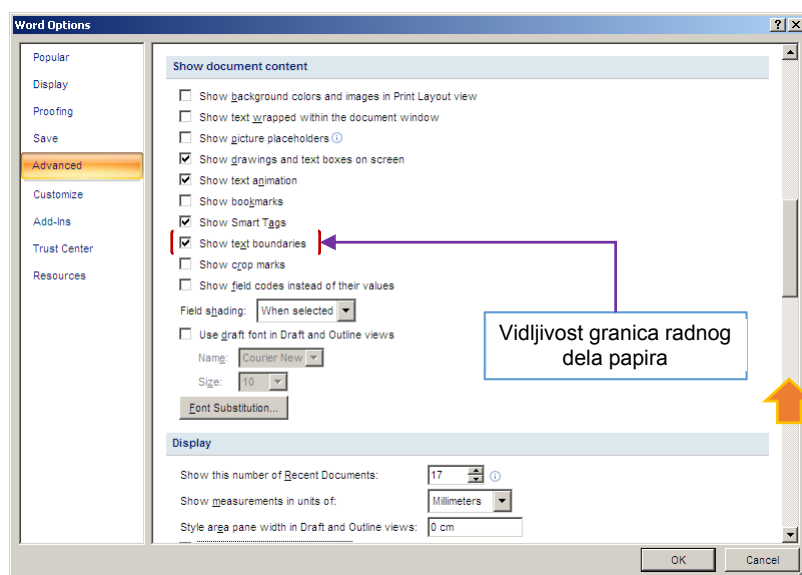 Word Options
Popular
Display
Proofing
Save
Advanced
Customize
Add-Ins
Trust Center
Resources
Show document content
Show background colors and images in Print Layout view
Show text wrapped within the document window
Show picture placeholders
Show drawings and text boxes on screen
Show text animation
Show bookmarks
Show Smart Tags
Show text boundaries
Show crop marks
Show field codes instead of their values
Field shading: When selected
Use draft font in Draft and Outline views
Name: Courier New
Size: 10
Font Substitution...
Vidljivost granica radnog
dela papira
Display
Show this number of Recent Documents: 17
Show measurements in units of: Millimeters
Style area pane width in Draft and Outline views: 0 cm
OK Cancel